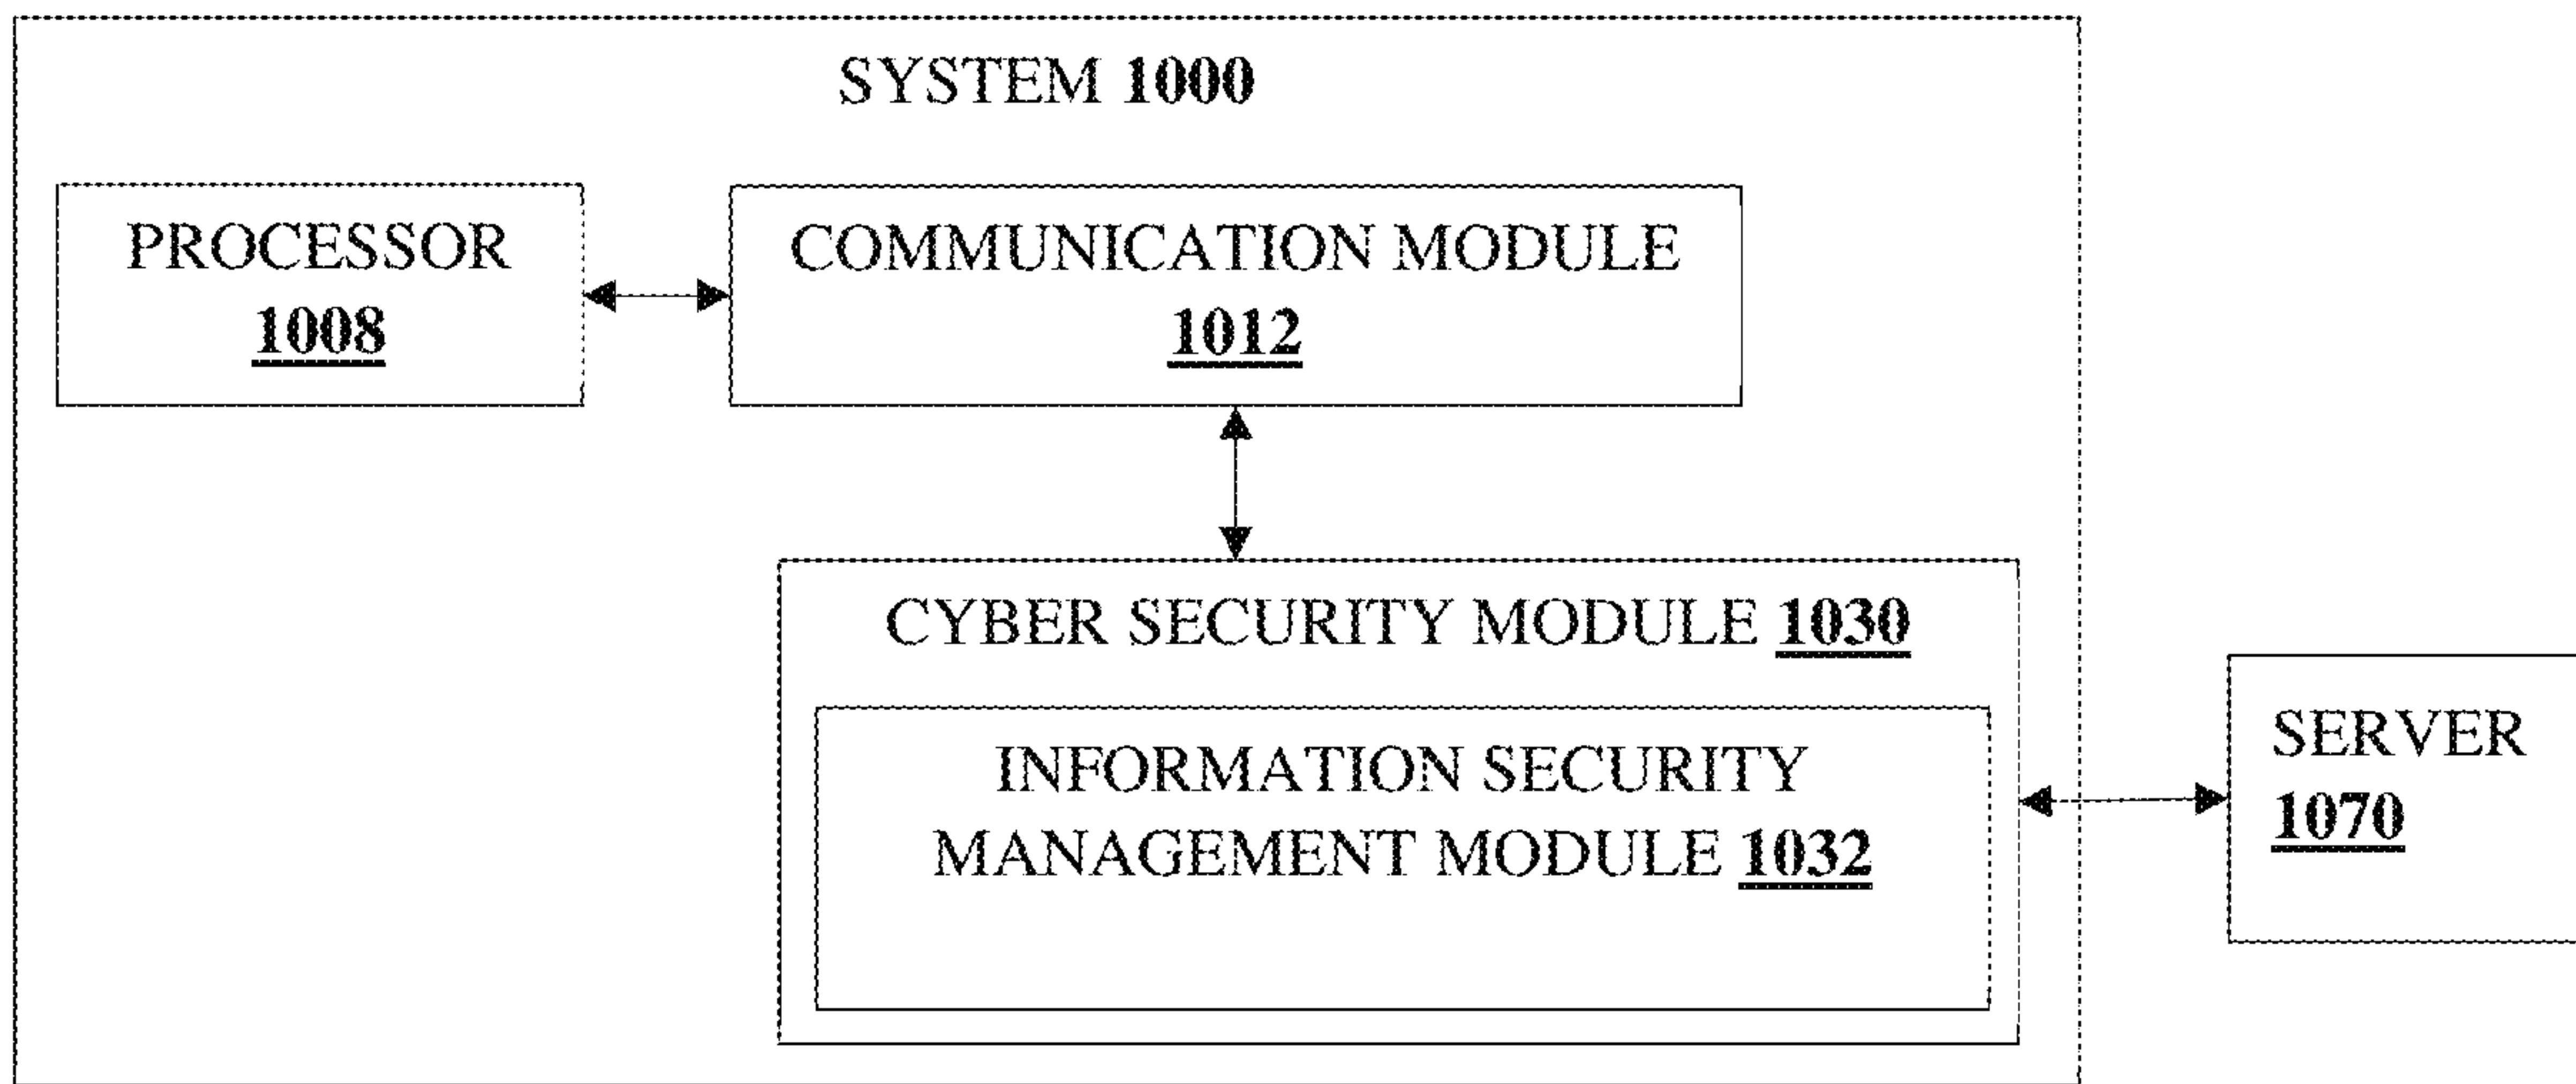 SYSTEM 1000
PROCESSOR
1008
COMMUNICATION MODULE
1012
CYBER SECURITY MODULE 1030
INFORMATION SECURITY
MANAGEMENT MODULE 1032
SERVER
1070